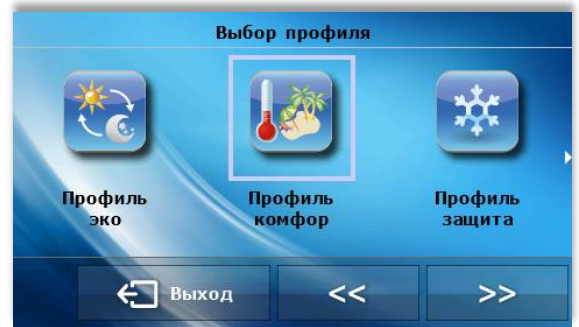 Выбор профиля
Профиль эко
Профиль комфор
Профиль защита
Выход
<<
>>